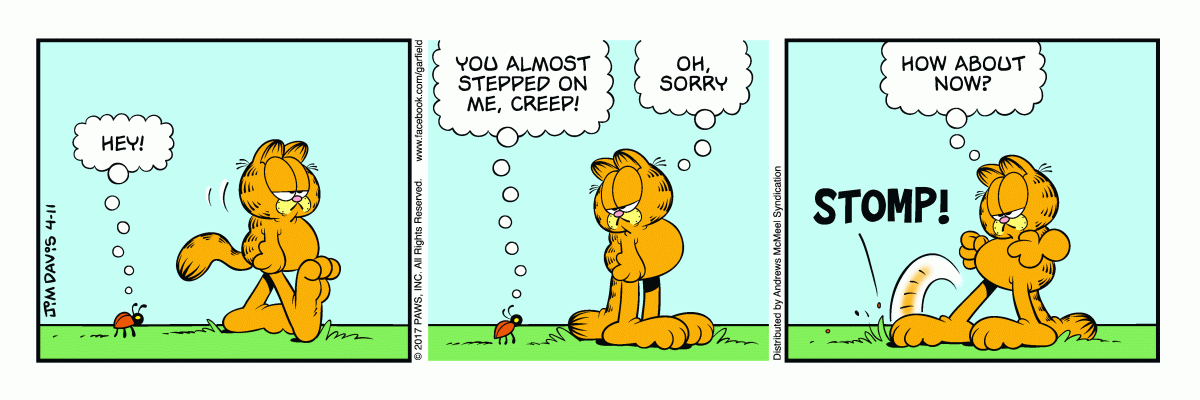 HEY!
JIM DAVIS 4-11
© 2017 PAWS, INC. All Rights Reserved. www.facebook.com/garfield
YOU ALMOST
STEPPED ON
ME, CREEP!
OH,
SORRY
Distributed by Andrews McMeel Syndication
HOW ABOUT
NOW?
STOMP!